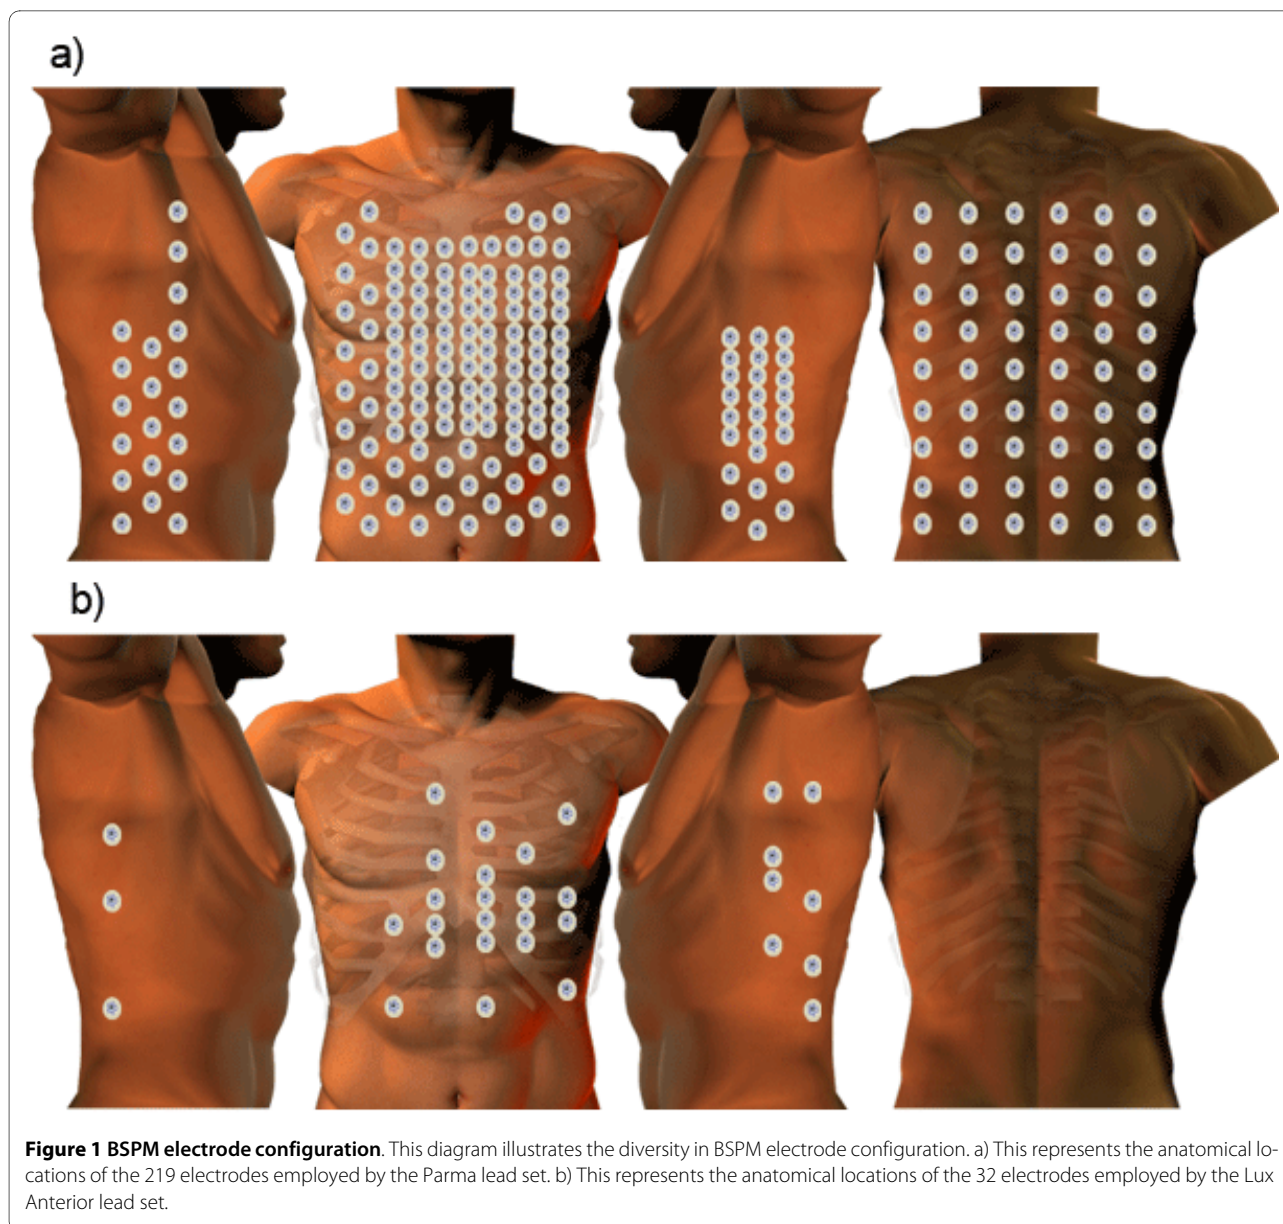 a)
b)
Figure 1 BSPM electrode configuration. This diagram illustrates the diversity in BSPM electrode configuration. a) This represents the anatomical lo-
cations of the 219 electrodes employed by the Parma lead set. b) This represents the anatomical locations of the 32 electrodes employed by the Lux
Anterior lead set.